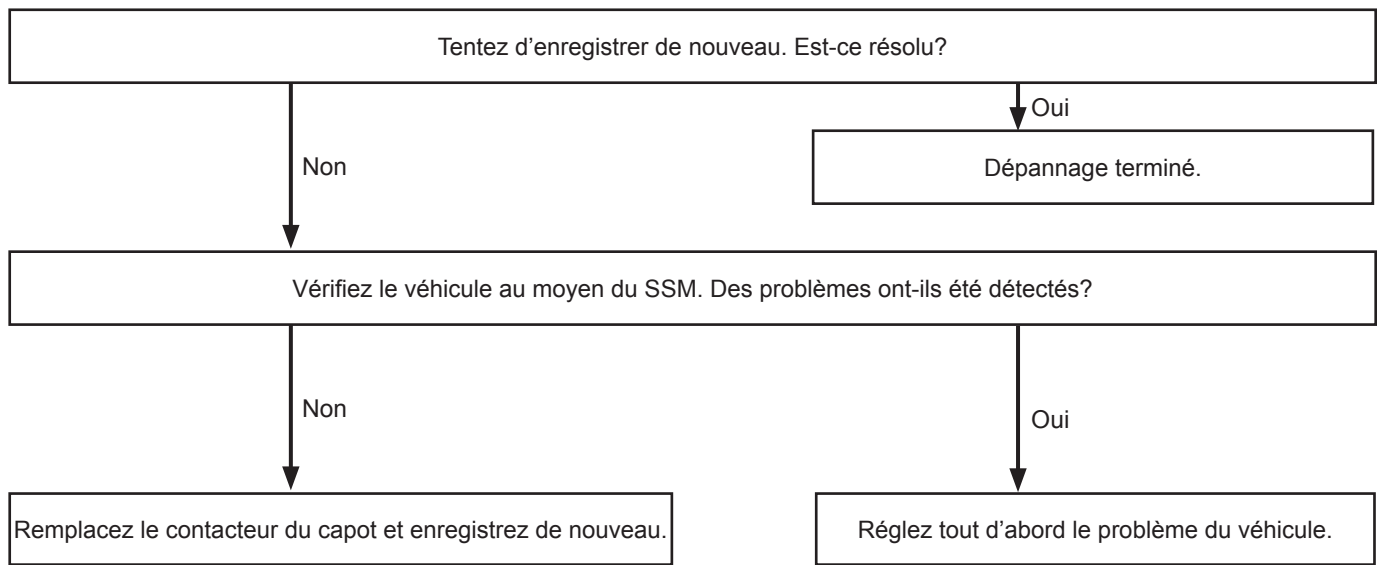 Tentez d'enregistrer de nouveau. Est-ce résolu?
Oui
Non
Dépannage terminé.
Vérifiez le véhicule au moyen du SSM. Des problèmes ont-ils été détectés?
Non
Oui
Remplacez le contacteur du capot et enregistrez de nouveau.
Réglez tout d'abord le problème du véhicule.